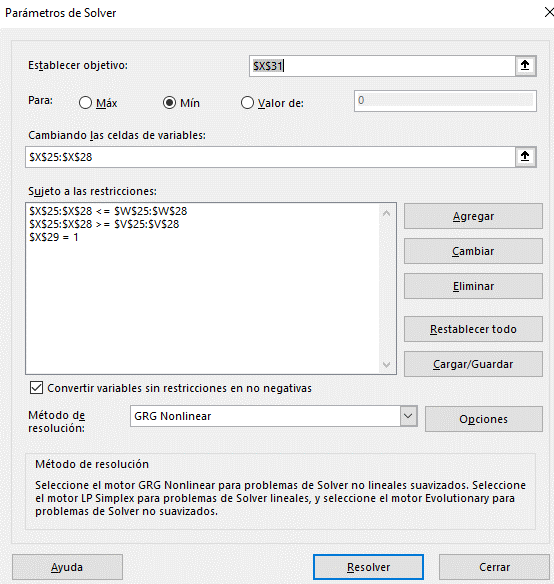 Parámetros de Solver
Establecer objetivo:
$X$31
Para:
Máx
Mín
Valor de:
0
Cambiando las celdas de variables:
$X$25:$X$28
Sujeto a las restricciones:
$X$25:$X$28 <= $W$25:$W$28
$X$25:$X$28 >= $V$25:$V$28
$X$29 = 1
Agregar
Cambiar
Eliminar
Restablecer todo
Cargar/Guardar
Convertir variables sin restricciones en no negativas
Método de
resolución:
GRG Nonlinear
Opciones
Método de resolución
Seleccione el motor GRG Nonlinear para problemas de Solver no lineales suavizados. Seleccione
el motor LP Simplex para problemas de Solver lineales, y seleccione el motor Evolutionary para
problemas de Solver no suavizados.
Ayuda
Resolver
Cerrar